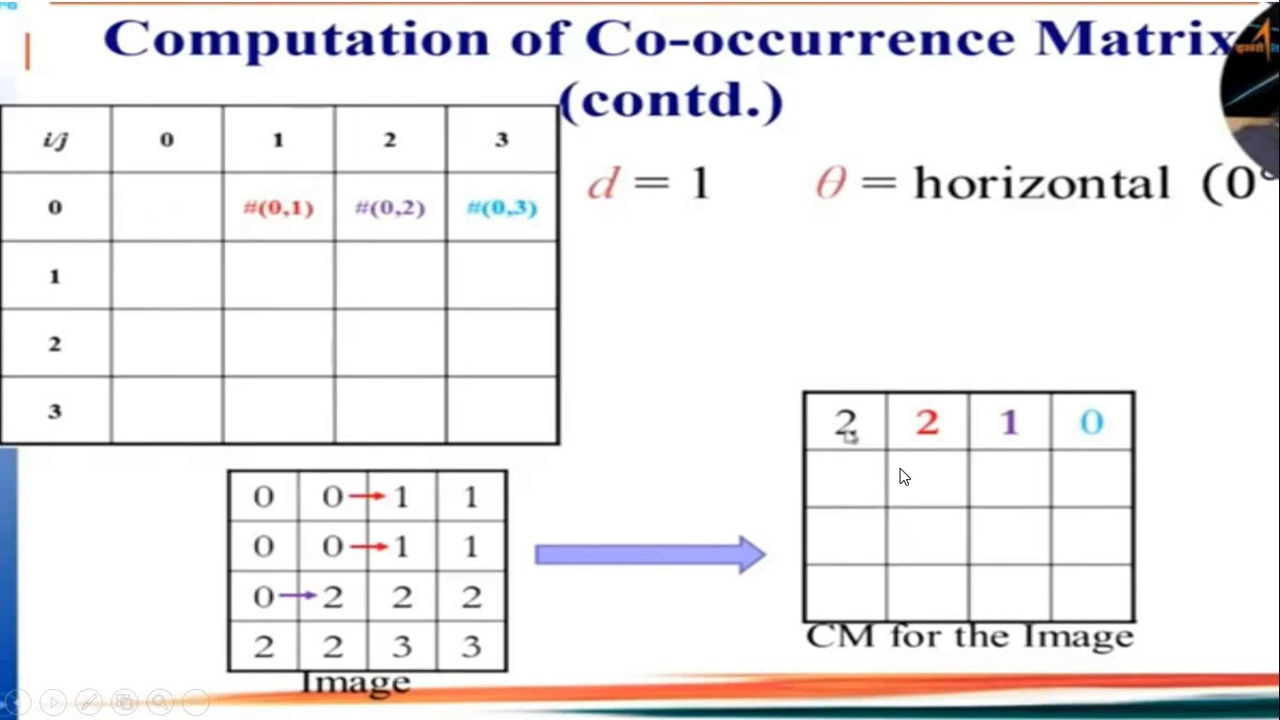 Computation of Co-occurrence Matrix
(contd.)
i/j 0 1 2 3
0 #(0,1) #(0,2) #(0,3)
1
2
3
d = 1 θ = horizontal (0°
0 0 1 1
0 0 1 1
0 2 2 2
2 2 3 3
Image
2 2 1 0
CM for the Image